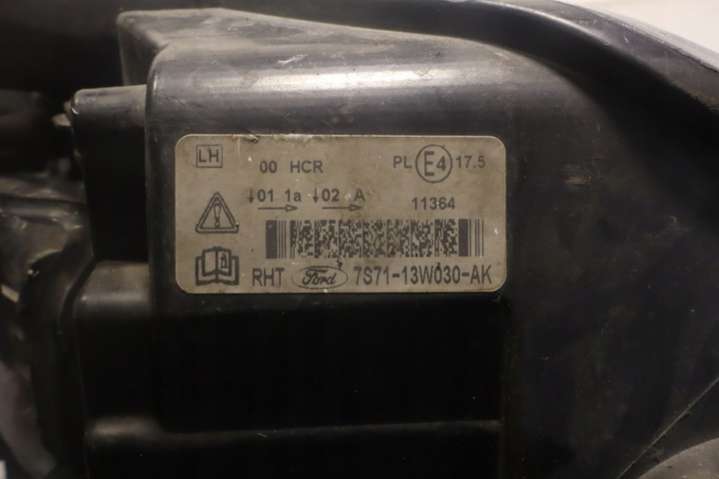 LH 00 HCR PL E4 17.5
01 1a 02 A 11364
RHT Ford 7S71-13W030-AK